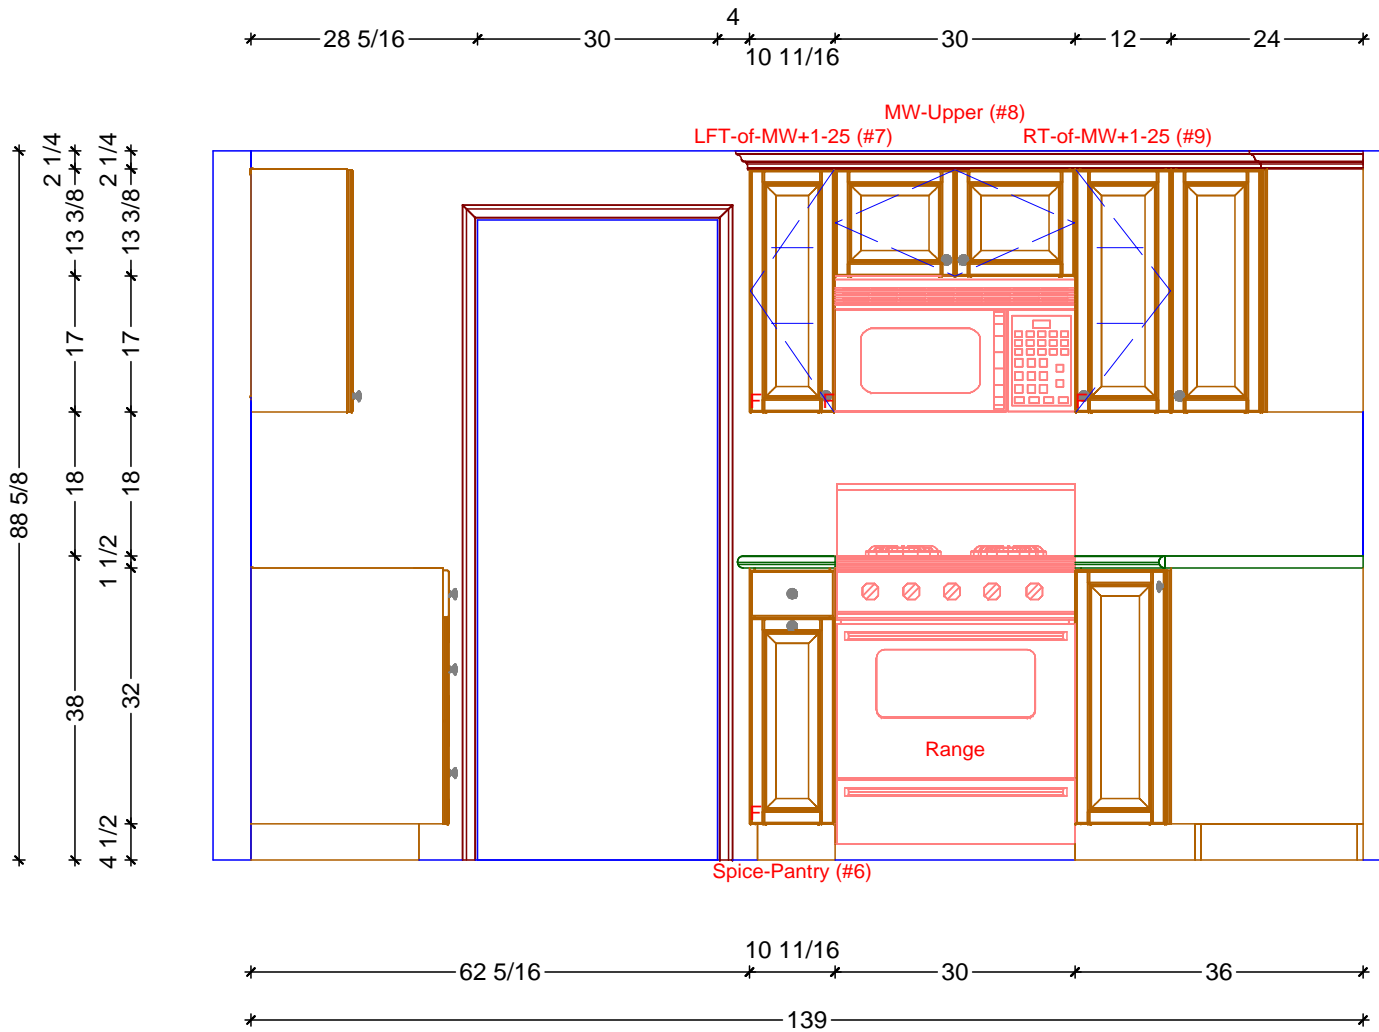 4
28 5/16 30 30 12 24
10 11/16
MW-Upper (#8)
LFT-of-MW+1-25 (#7) RT-of-MW+1-25 (#9)
88 5/8
2 1/4
13 3/8
17
18
38
2 1/4
13 3/8
17
18
1 1/2
32
4 1/2
F F F
Range
F
Spice-Pantry (#6)
10 11/16
62 5/16 30 36
139